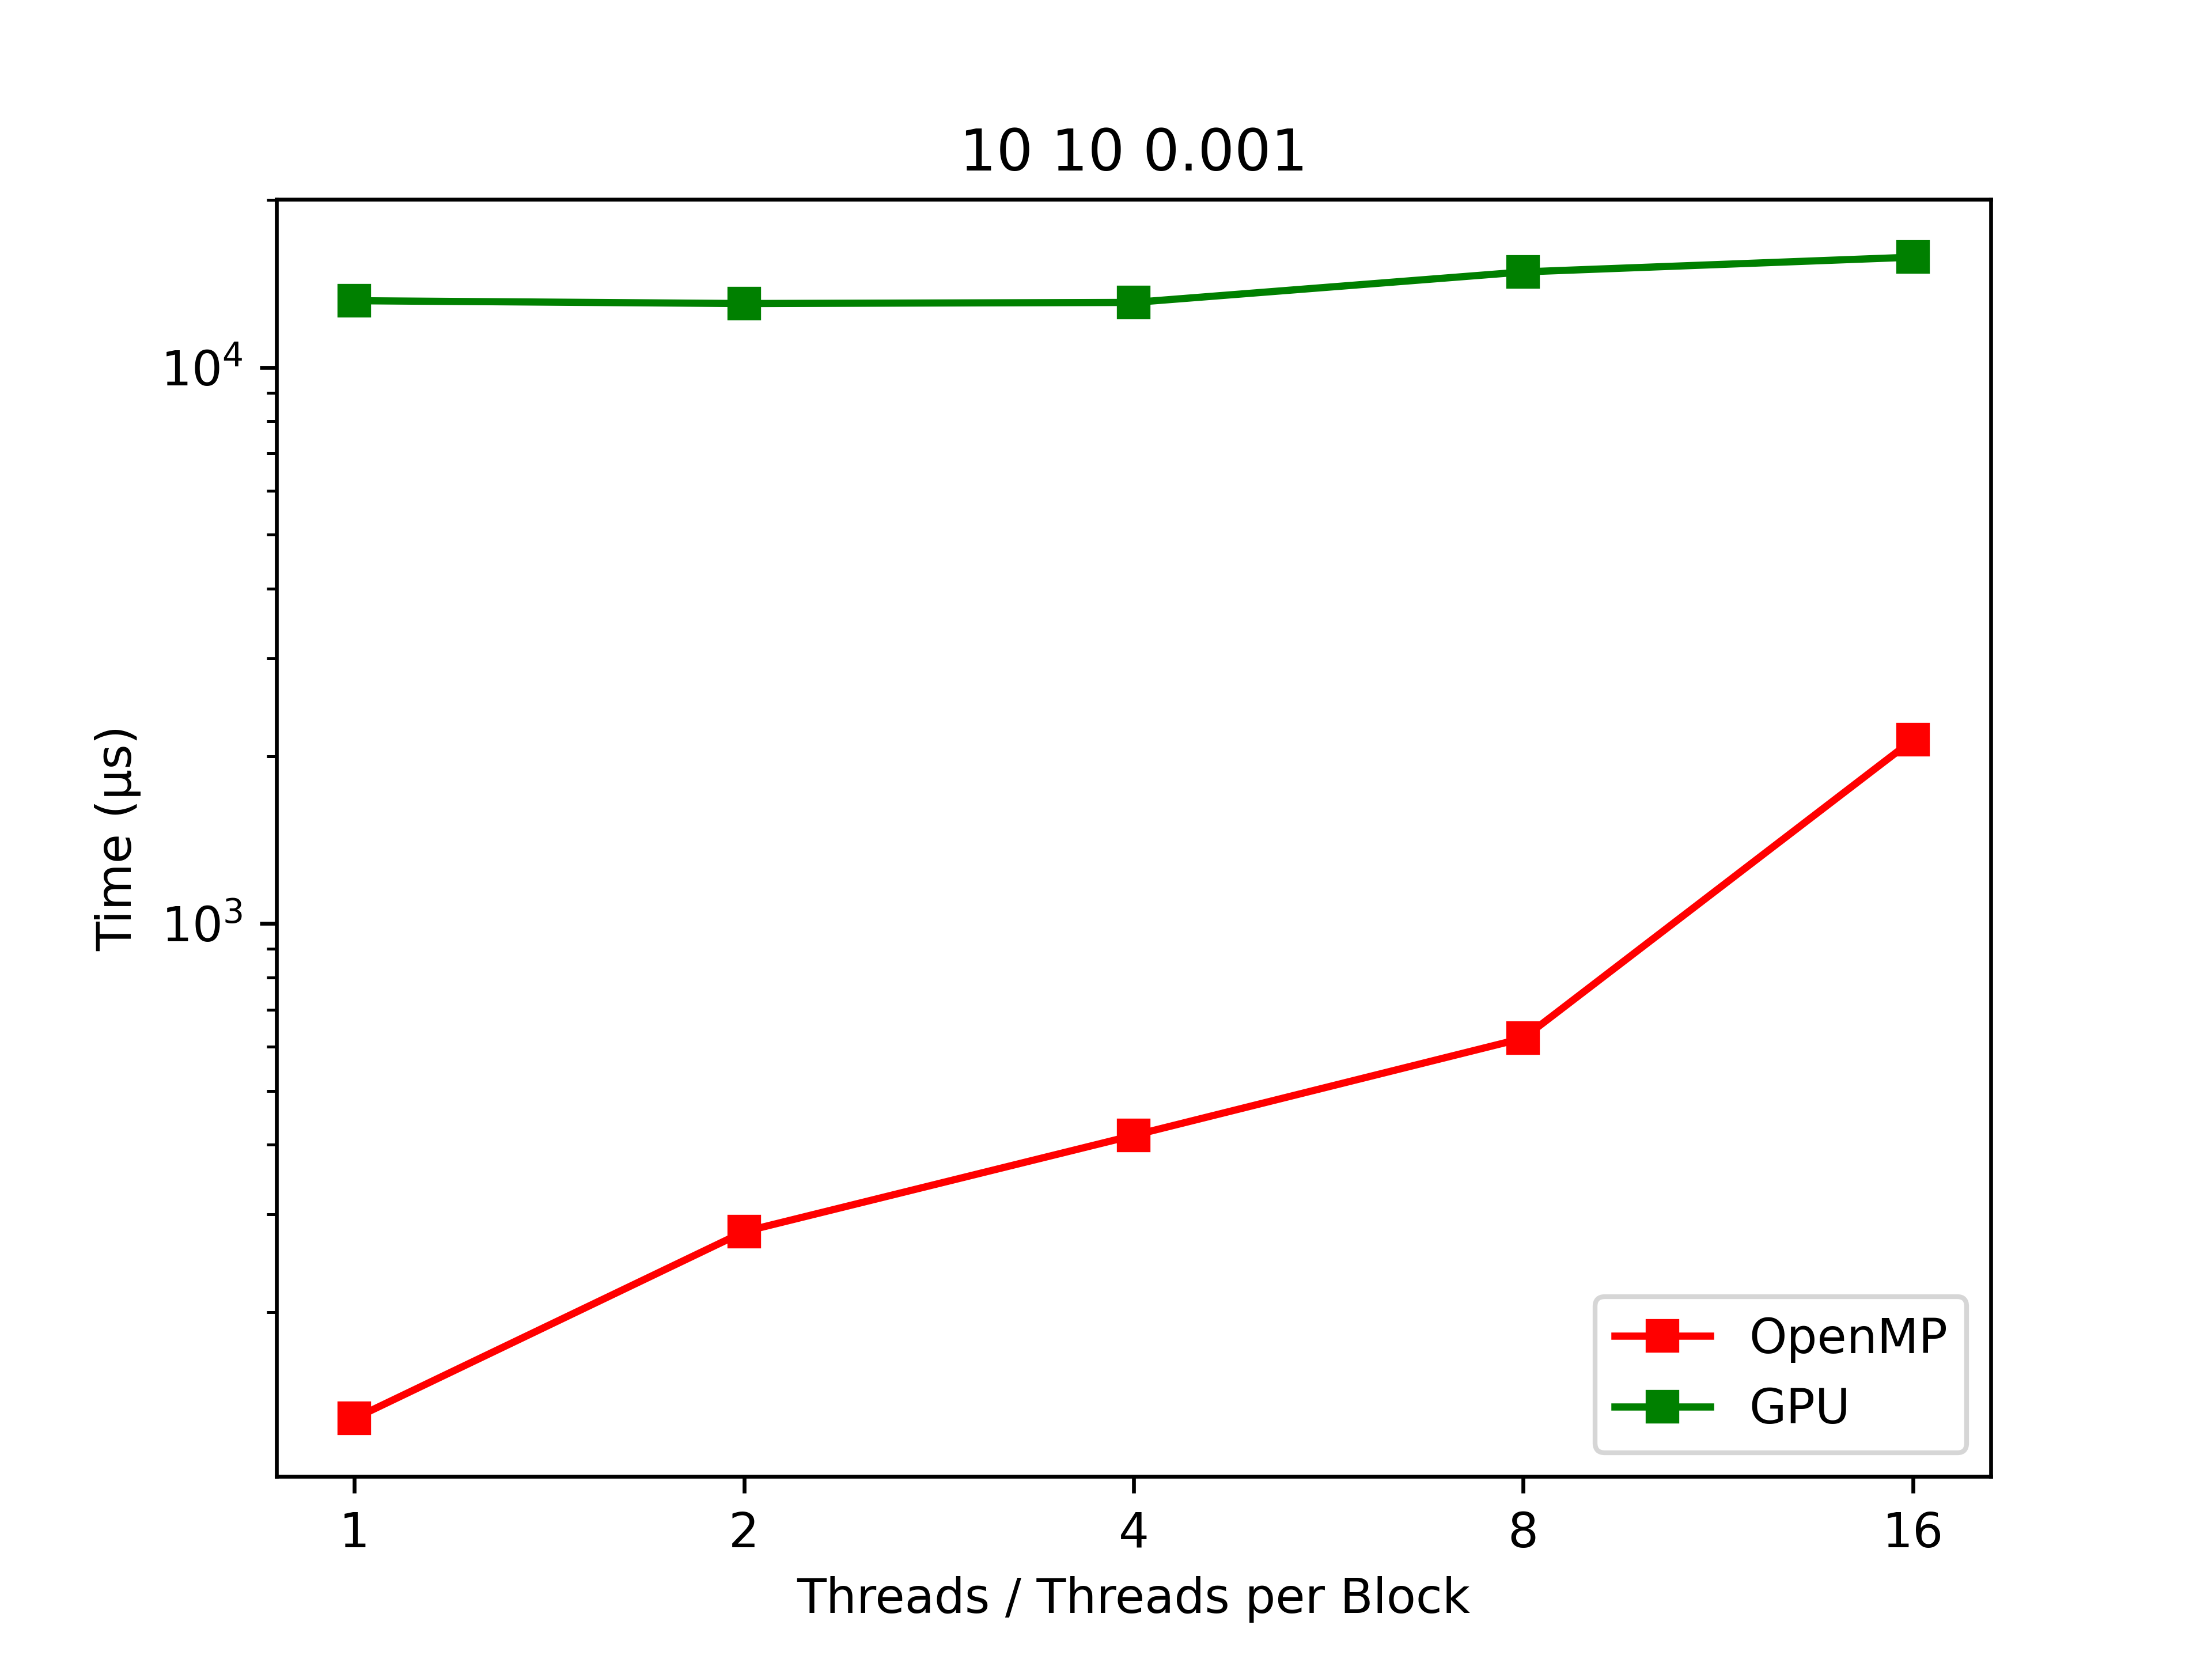 10 10 0.001
Time (µs)
10⁴
10³
OpenMP
GPU
1 2 4 8 16
Threads / Threads per Block